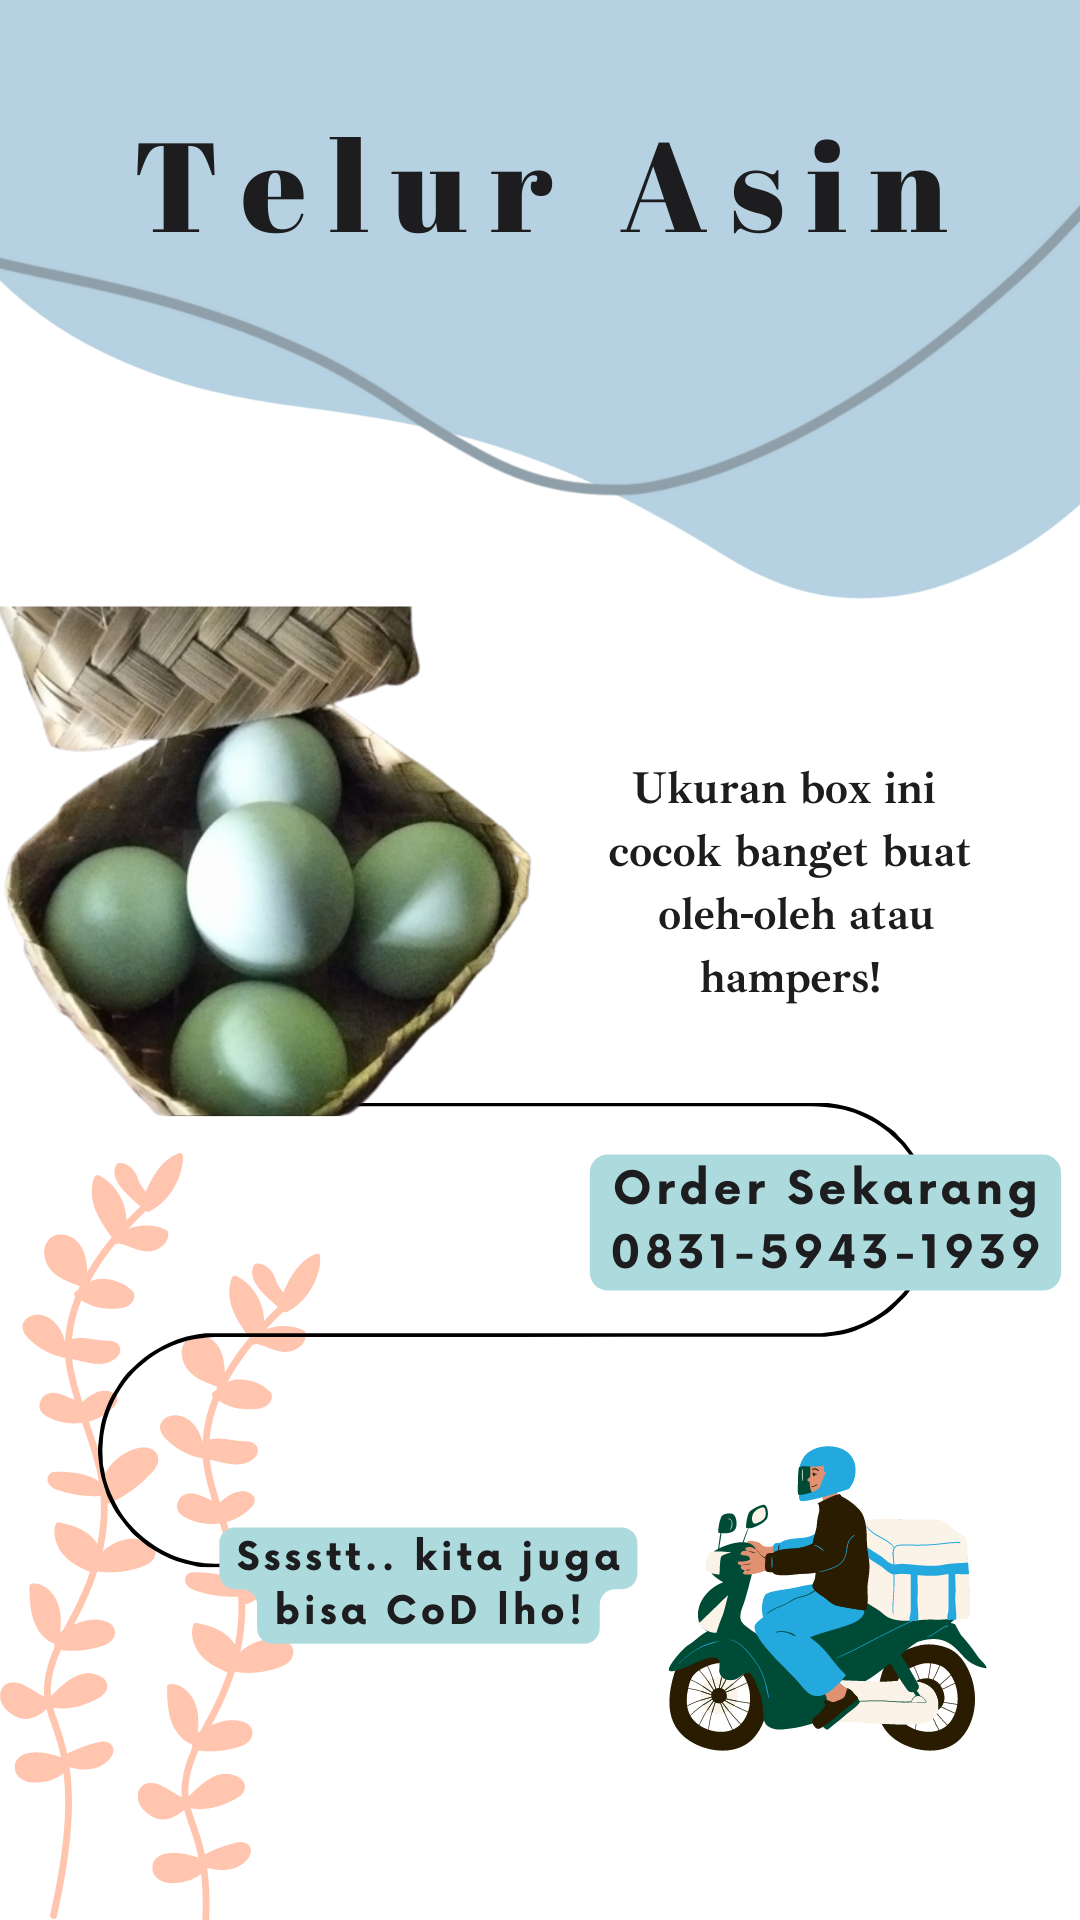 Telur Asin
Ukuran box ini
cocok banget buat
oleh-oleh atau
hampers!
Order Sekarang
0831-5943-1939
Sssstt.. kita juga
bisa CoD lho!